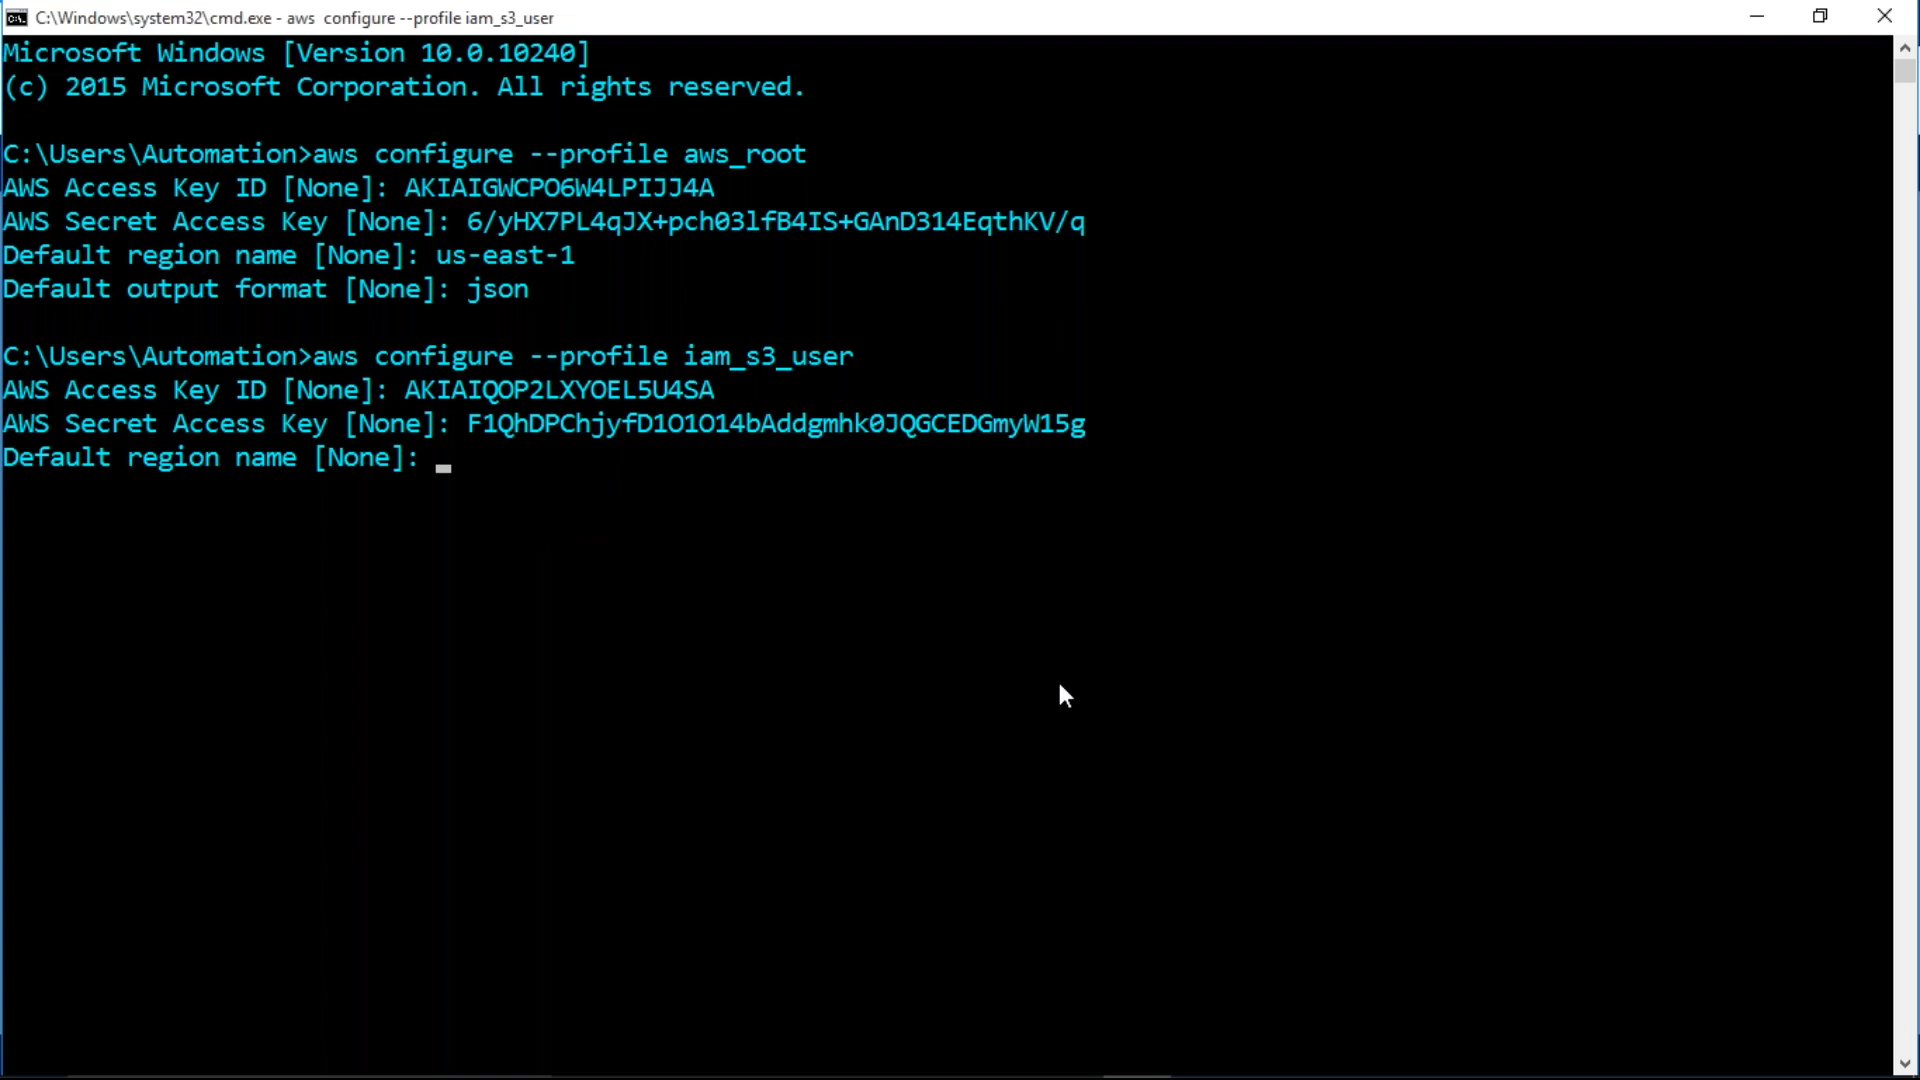 C:\Windows\system32\cmd.exe - aws  configure --profile iam_s3_user
Microsoft Windows [Version 10.0.10240]
(c) 2015 Microsoft Corporation. All rights reserved.
C:\Users\Automation>aws configure --profile aws_root
AWS Access Key ID [None]: AKIAIGWCPO6W4LPIJJ4A
AWS Secret Access Key [None]: 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
Default region name [None]: us-east-1
Default output format [None]: json
C:\Users\Automation>aws configure --profile iam_s3_user
AWS Access Key ID [None]: AKIAIQOP2LXYOEL5U4SA
AWS Secret Access Key [None]: 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
Default region name [None]: